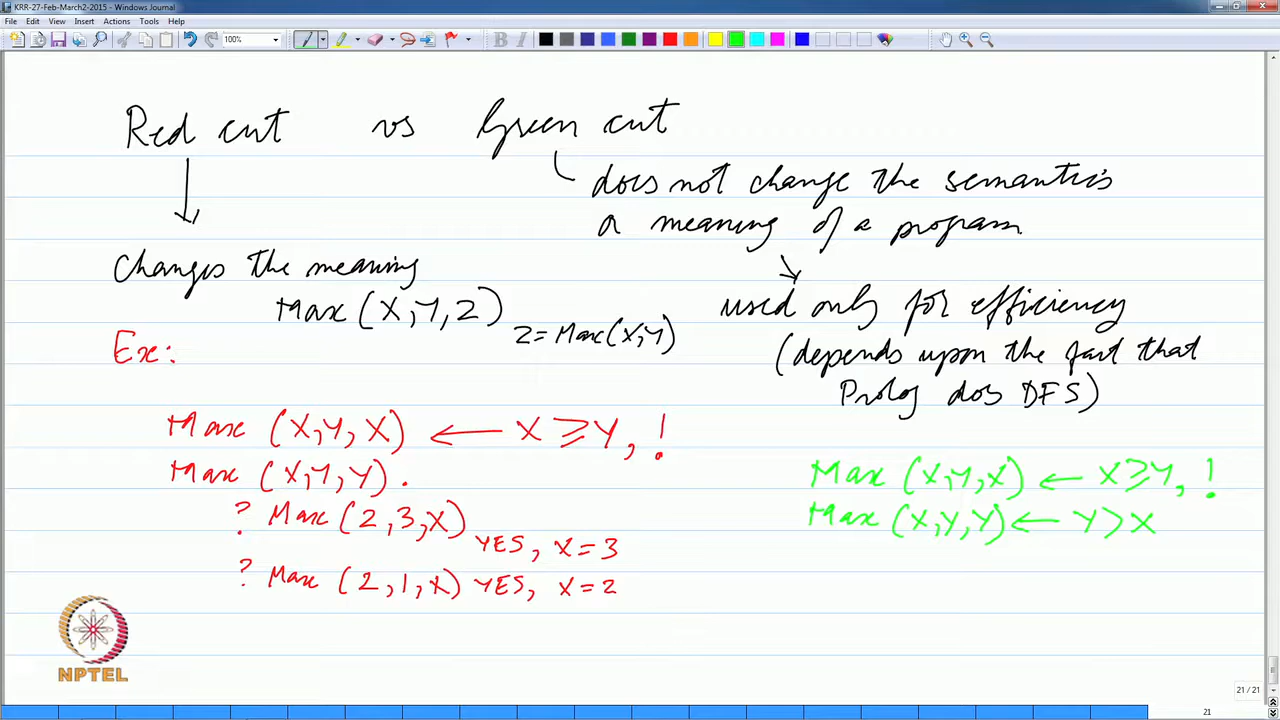 KRR-27-Feb-March2-2015 - Windows Journal
File Edit View Insert Actions Tools Help
100%
B I
Red cut vs Green cut
does not change the semantics
a meaning of a program
Changes the meaning
Max (X,Y,Z)
Z=Max(X,Y)
used only for efficiency
(depends upon the fact that
Prolog dos DFS)
Ex:
Max (X,Y,X) ← X ≥ Y, !
Max (X,Y,Y).
? Max (2,3,X)
YES, X=3
? Max (2,1,X) YES, X=2
Max (X,Y,X) ← X≥Y, !
Max (X,Y,Y) ← Y>X
NPTEL
21 / 21
21